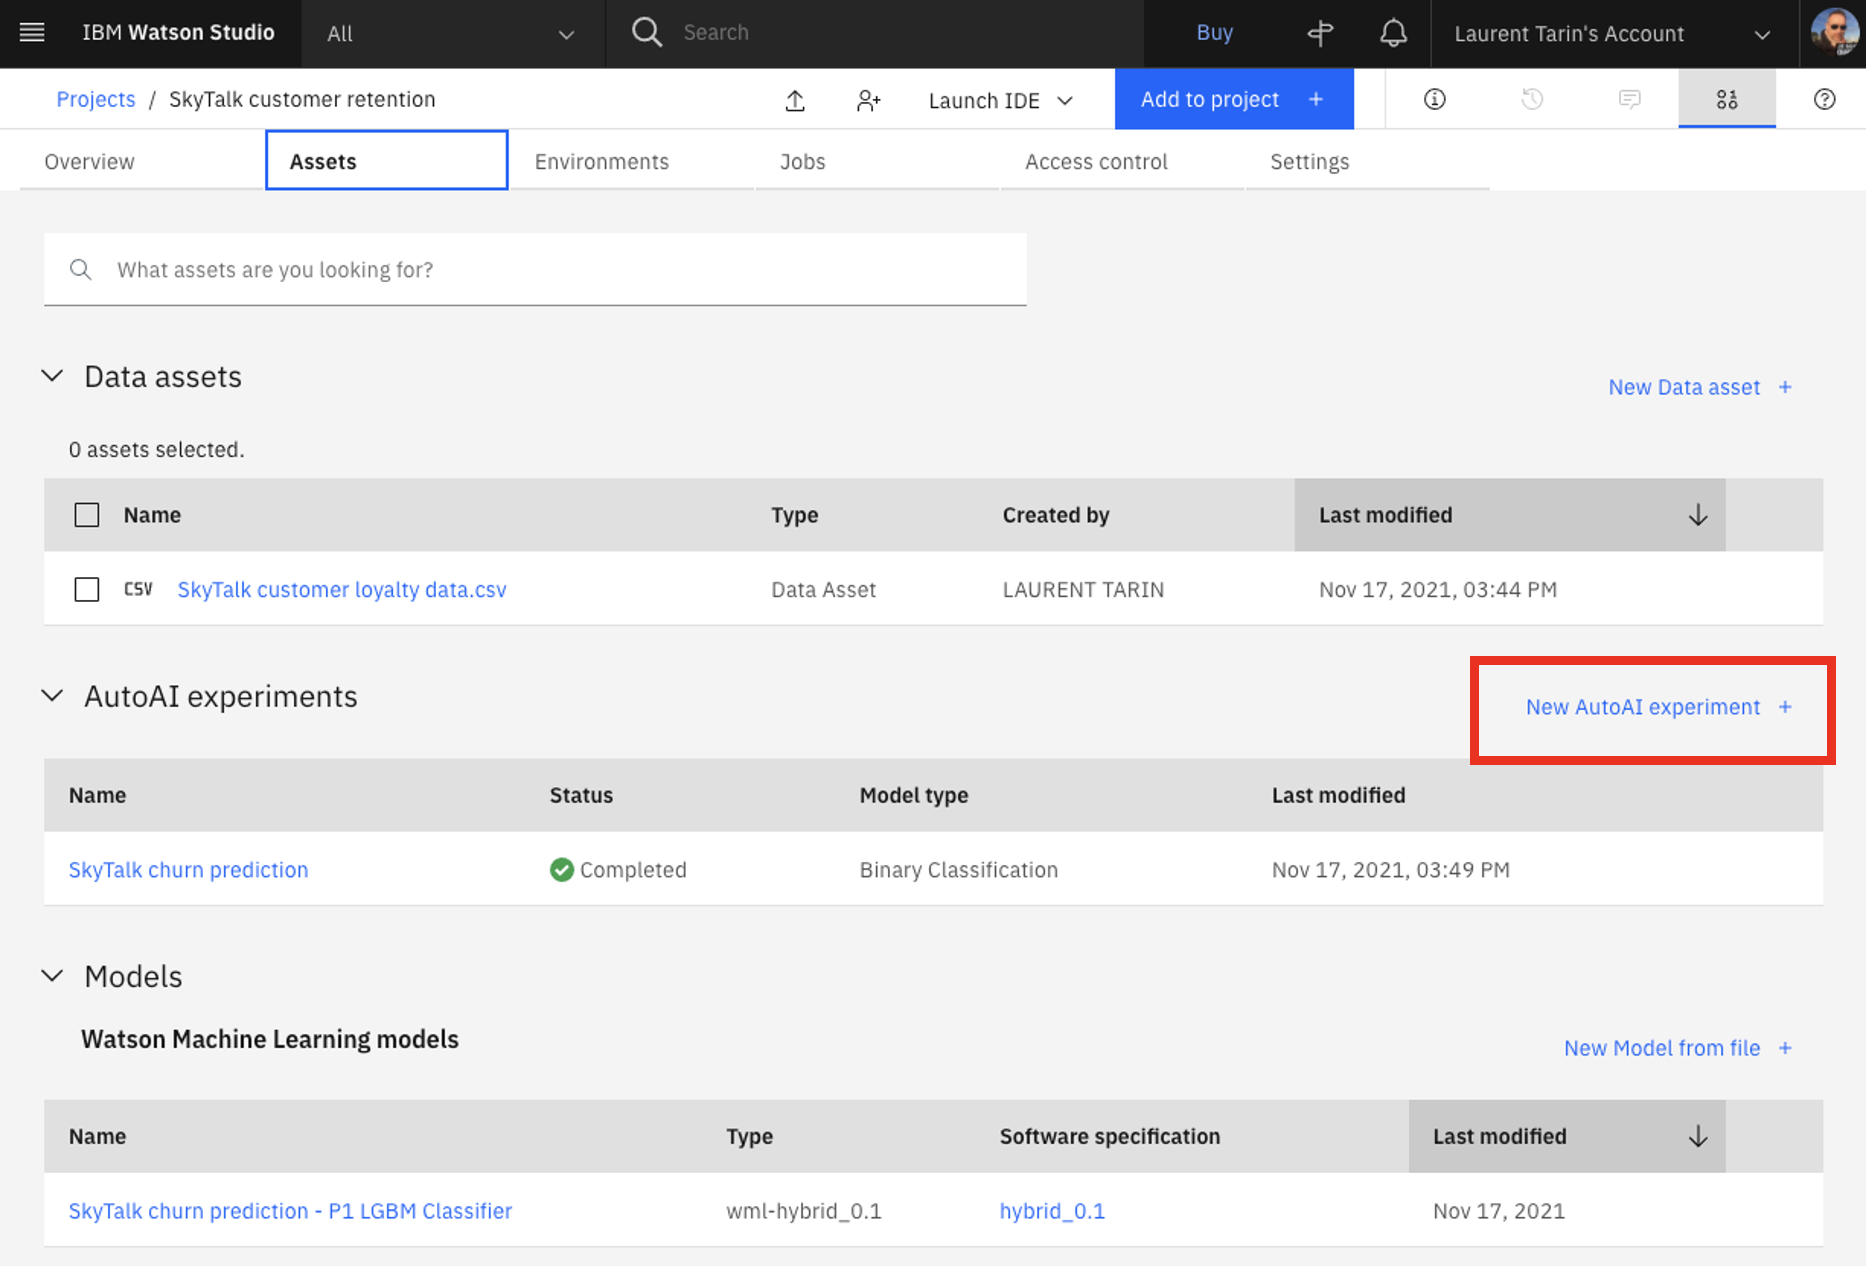 IBM Watson Studio All Search Buy Laurent Tarin's Account
Projects / SkyTalk customer retention Launch IDE Add to project +
Overview Assets Environments Jobs Access control Settings
What assets are you looking for?
Data assets
New Data asset +
0 assets selected.
Name Type Created by Last modified
CSV SkyTalk customer loyalty data.csv Data Asset LAURENT TARIN Nov 17, 2021, 03:44 PM
AutoAI experiments
New AutoAI experiment +
Name Status Model type Last modified
SkyTalk churn prediction Completed Binary Classification Nov 17, 2021, 03:49 PM
Models
Watson Machine Learning models
New Model from file +
Name Type Software specification Last modified
SkyTalk churn prediction - P1 LGBM Classifier wml-hybrid_0.1 hybrid_0.1 Nov 17, 2021